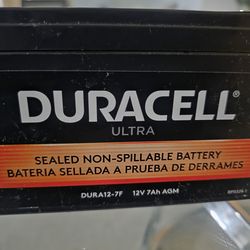 DURACELL®
ULTRA
SEALED NON-SPILLABLE BATTERY
BATERIA SELLADA A PRUEBA DE DERRAMES
DURA12-7F 12V 7Ah AGM